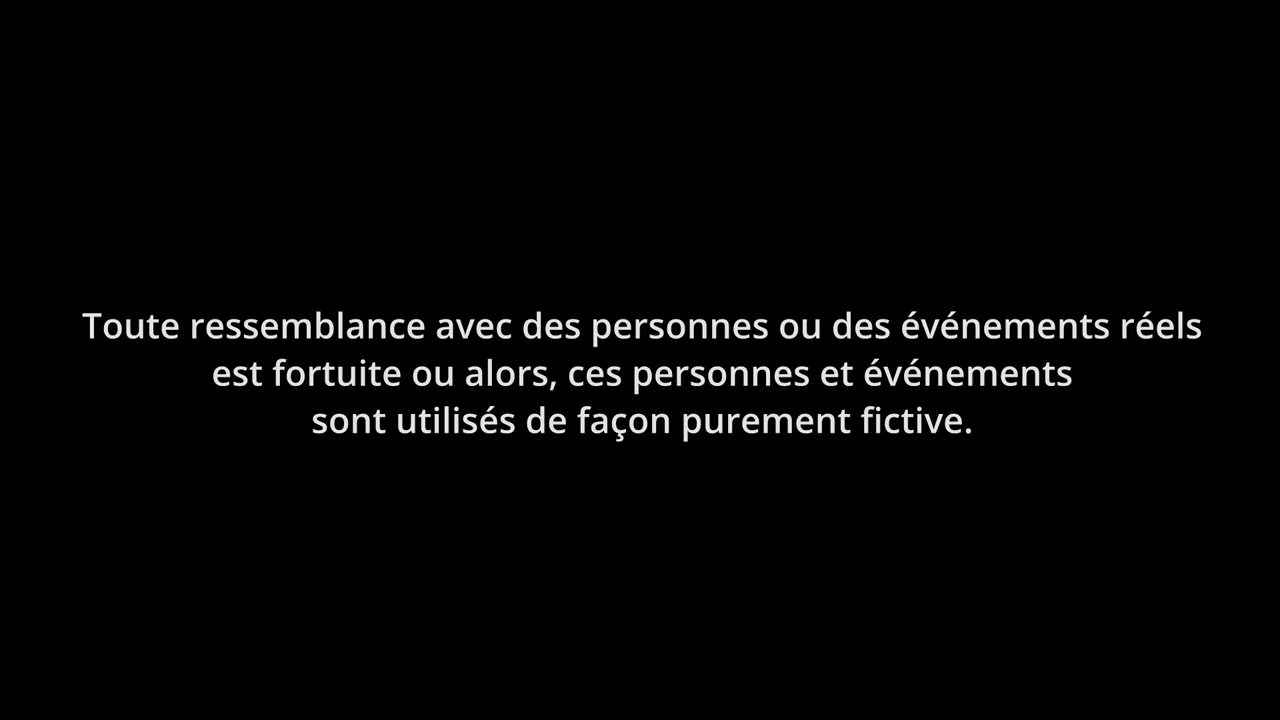 Toute ressemblance avec des personnes ou des événements réels
est fortuite ou alors, ces personnes et événements
sont utilisés de façon purement fictive.